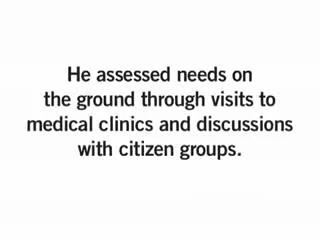 He assessed needs on
the ground through visits to
medical clinics and discussions
with citizen groups.